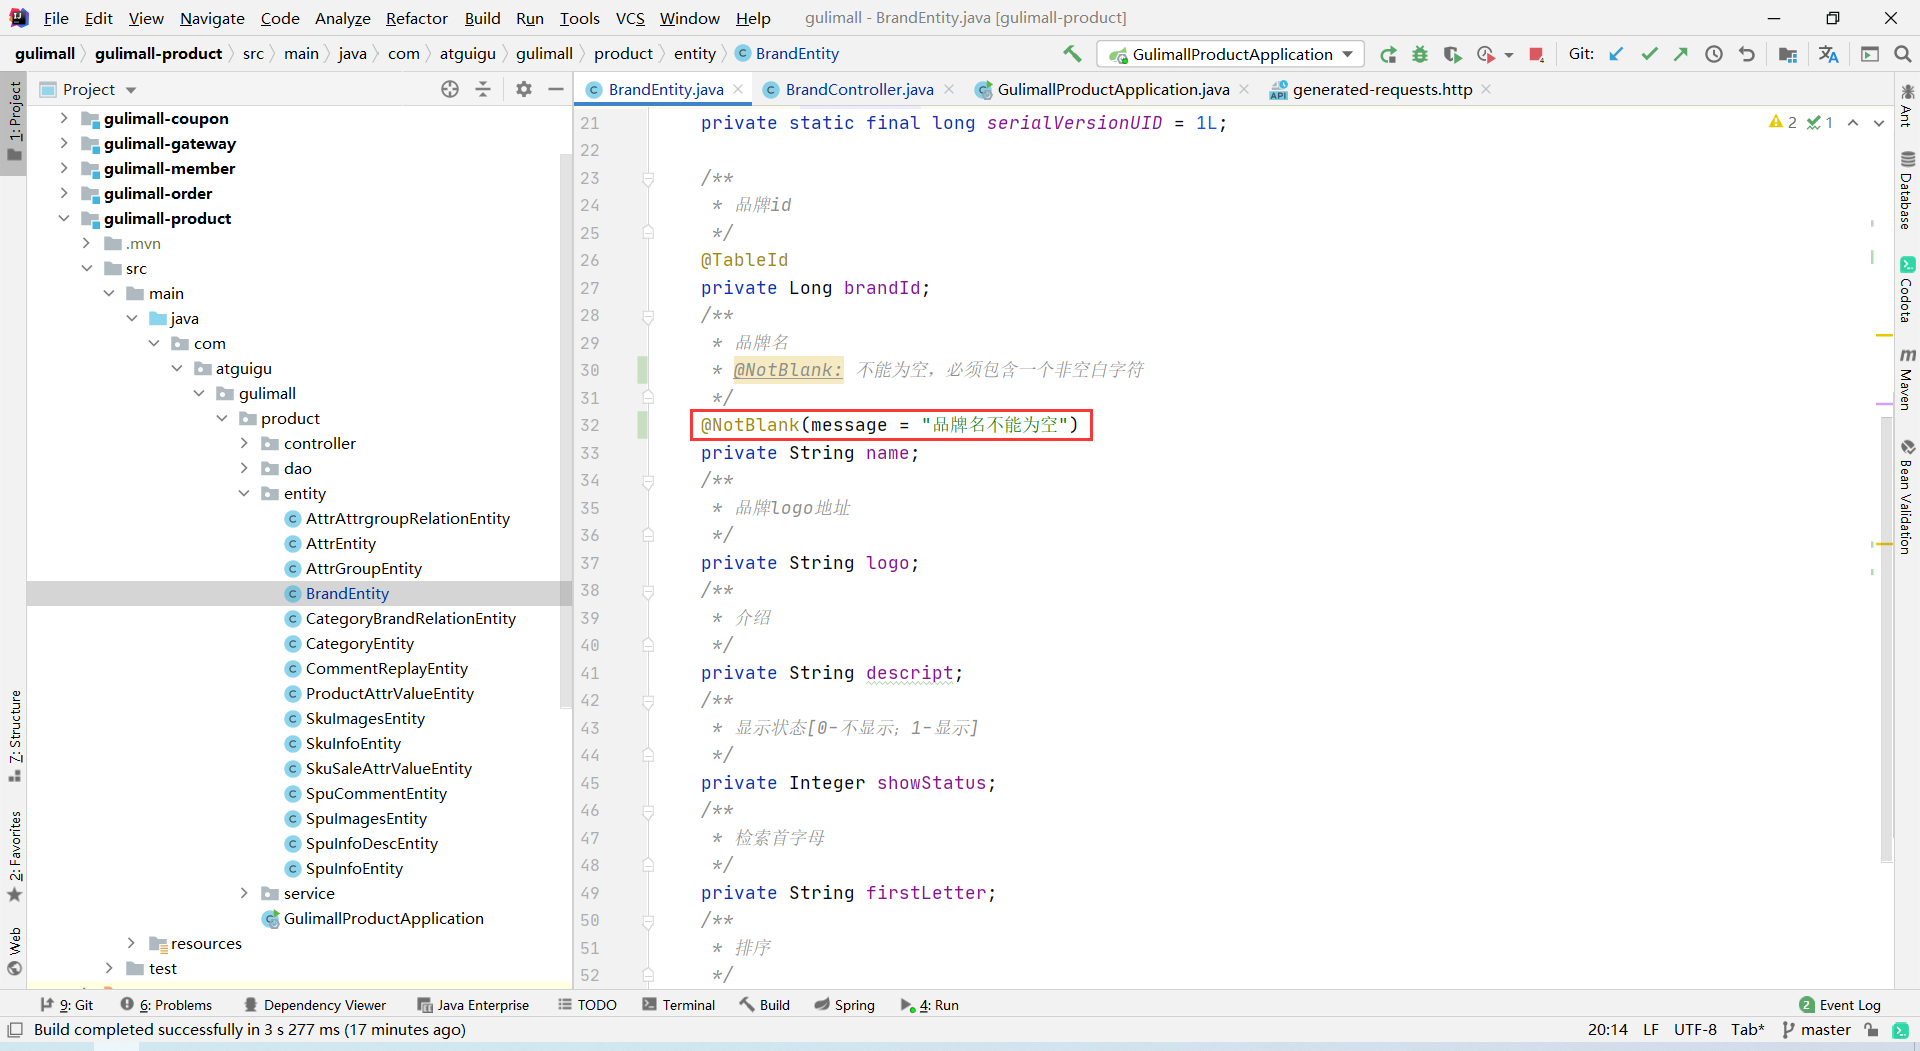 File Edit View Navigate Code Analyze Refactor Build Run Tools VCS Window Help gulimall - BrandEntity.java [gulimall-product]
gulimall gulimall-product src main java com atguigu gulimall product entity BrandEntity GulimallProductApplication Git:
Project
BrandEntity.java BrandController.java GulimallProductApplication.java generated-requests.http
1: Project
7: Structure
2: Favorites
Web
gulimall-coupon
gulimall-gateway
gulimall-member
gulimall-order
gulimall-product
.mvn
src
main
java
com
atguigu
gulimall
product
controller
dao
entity
AttrAttrgroupRelationEntity
AttrEntity
AttrGroupEntity
BrandEntity
CategoryBrandRelationEntity
CategoryEntity
CommentReplayEntity
ProductAttrValueEntity
SkuImagesEntity
SkuInfoEntity
SkuSaleAttrValueEntity
SpuCommentEntity
SpuImagesEntity
SpuInfoDescEntity
SpuInfoEntity
service
GulimallProductApplication
resources
test
21 private static final long serialVersionUID = 1L;
22
23 /**
24 * 品牌id
25 */
26 @TableId
27 private Long brandId;
28 /**
29 * 品牌名
30 * @NotBlank: 不能为空，必须包含一个非空白字符
31 */
32 @NotBlank(message = "品牌名不能为空")
33 private String name;
34 /**
35 * 品牌logo地址
36 */
37 private String logo;
38 /**
39 * 介绍
40 */
41 private String descript;
42 /**
43 * 显示状态[0-不显示；1-显示]
44 */
45 private Integer showStatus;
46 /**
47 * 检索首字母
48 */
49 private String firstLetter;
50 /**
51 * 排序
52 */
2 1
Ant
Database
Codota
Maven
Bean Validation
9: Git 6: Problems Dependency Viewer Java Enterprise TODO Terminal Build Spring 4: Run 2 Event Log
Build completed successfully in 3 s 277 ms (17 minutes ago) 20:14 LF UTF-8 Tab* master